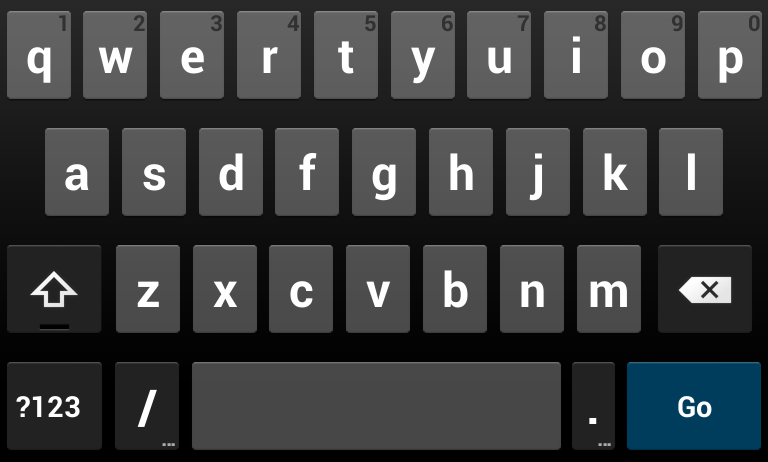 1 2 3 4 5 6 7 8 9 0
q w e r t y u i o p
a s d f g h j k l
z x c v b n m
?123 / ... . ... Go